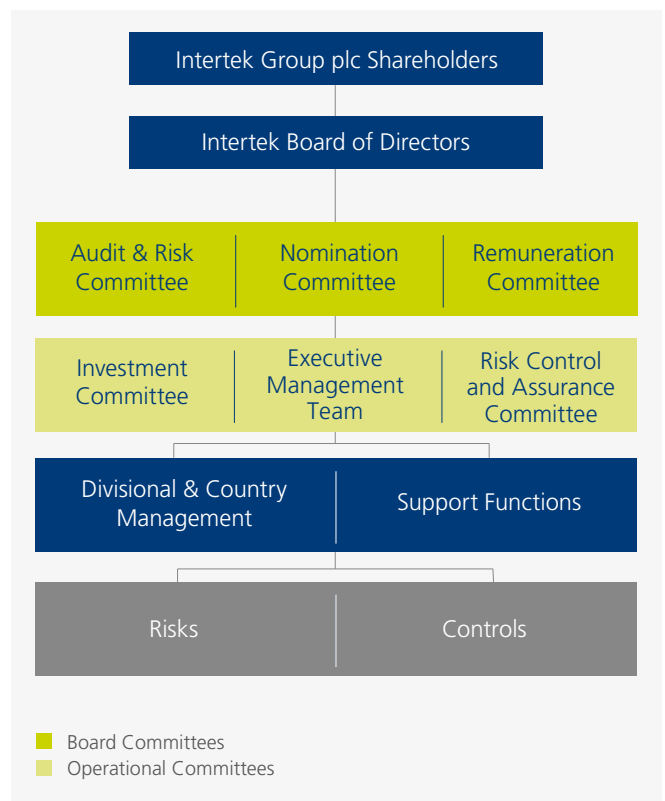 Intertek Group plc Shareholders
Intertek Board of Directors
Audit & Risk
Committee
Nomination
Committee
Remuneration
Committee
Investment
Committee
Executive
Management
Team
Risk Control
and Assurance
Committee
Divisional & Country
Management
Support Functions
Risks
Controls
Board Committees
Operational Committees